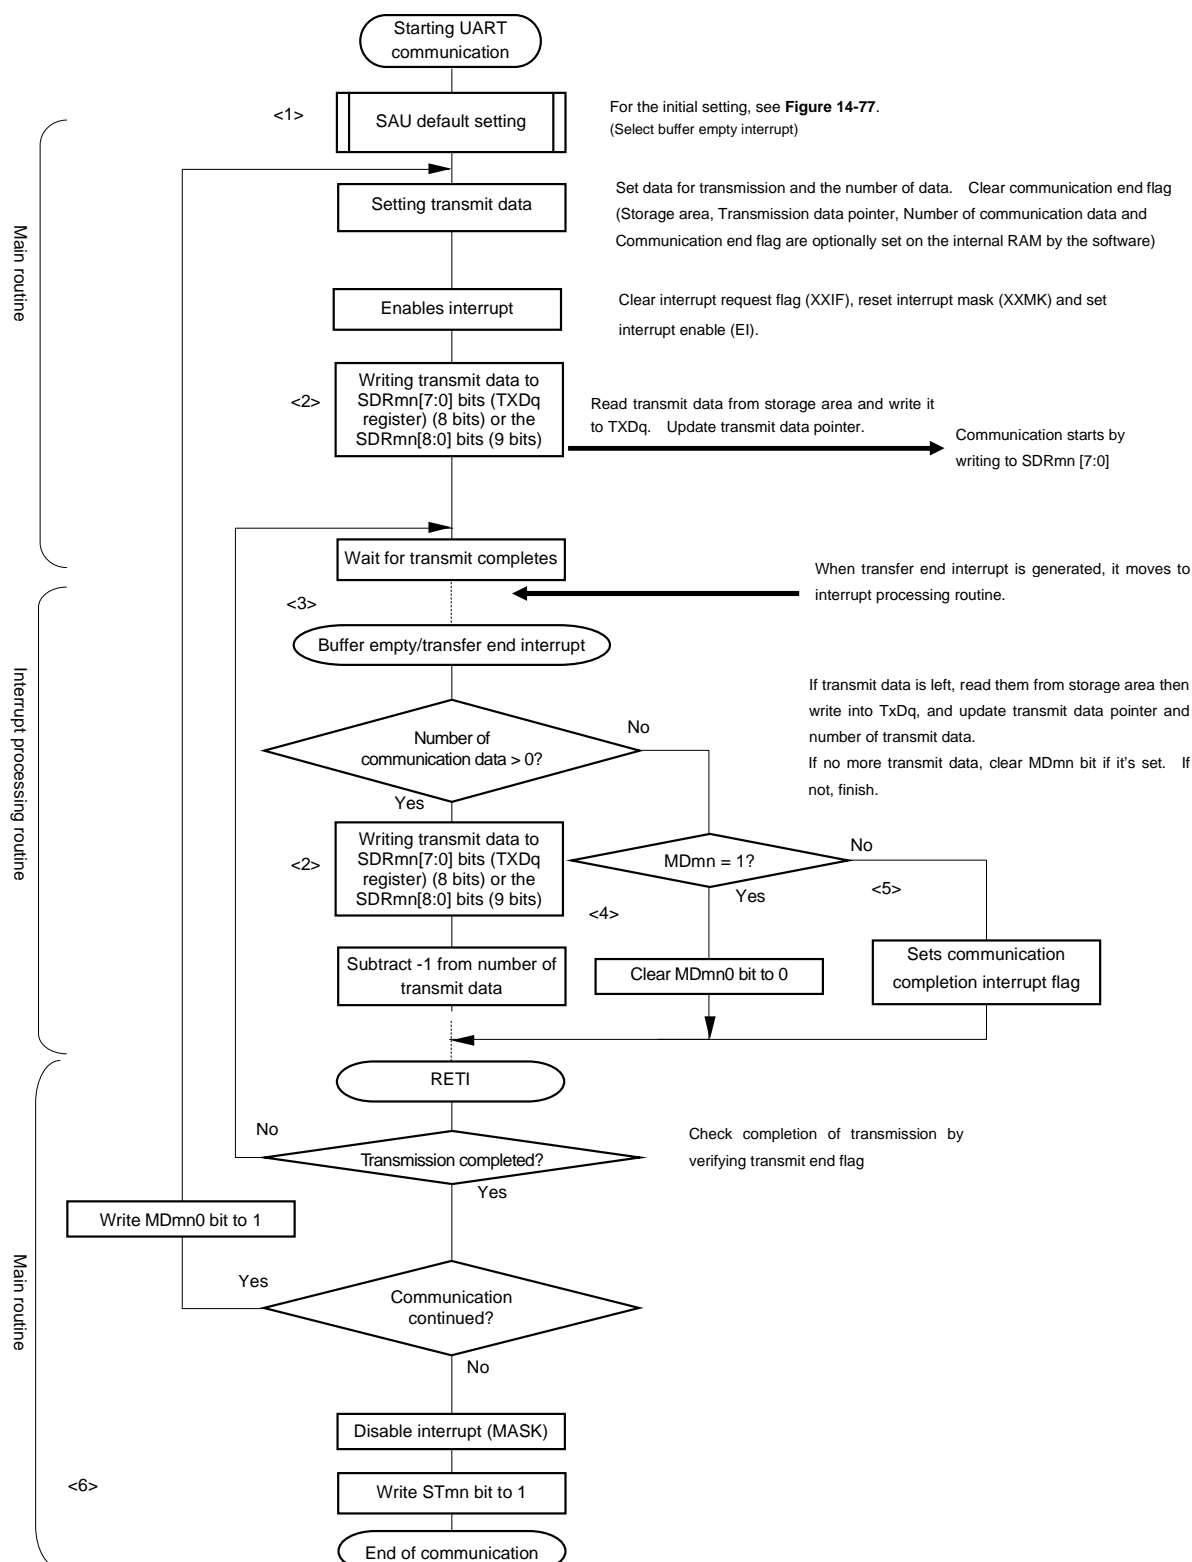 Starting UART
communication
<1>
SAU default setting
For the initial setting, see Figure 14-77.
(Select buffer empty interrupt)
Main routine
Setting transmit data
Set data for transmission and the number of data. Clear communication end flag
(Storage area, Transmission data pointer, Number of communication data and
Communication end flag are optionally set on the internal RAM by the software)
Enables interrupt
Clear interrupt request flag (XXIF), reset interrupt mask (XXMK) and set
interrupt enable (EI).
<2>
Writing transmit data to
SDRmn[7:0] bits (TXDq
register) (8 bits) or the
SDRmn[8:0] bits (9 bits)
Read transmit data from storage area and write it
to TXDq. Update transmit data pointer.
Communication starts by
writing to SDRmn [7:0]
Wait for transmit completes
When transfer end interrupt is generated, it moves to
interrupt processing routine.
<3>
Buffer empty/transfer end interrupt
Interrupt processing routine
If transmit data is left, read them from storage area then
write into TxDq, and update transmit data pointer and
number of transmit data.
If no more transmit data, clear MDmn bit if it's set. If
not, finish.
Number of
communication data > 0?
No
Yes
<2>
Writing transmit data to
SDRmn[7:0] bits (TXDq
register) (8 bits) or the
SDRmn[8:0] bits (9 bits)
MDmn = 1?
No
Yes
<4>
<5>
Subtract -1 from number of
transmit data
Clear MDmn0 bit to 0
Sets communication
completion interrupt flag
RETI
No
Transmission completed?
Yes
Check completion of transmission by
verifying transmit end flag
Write MDmn0 bit to 1
Main routine
Yes
Communication
continued?
No
Disable interrupt (MASK)
<6>
Write STmn bit to 1
End of communication